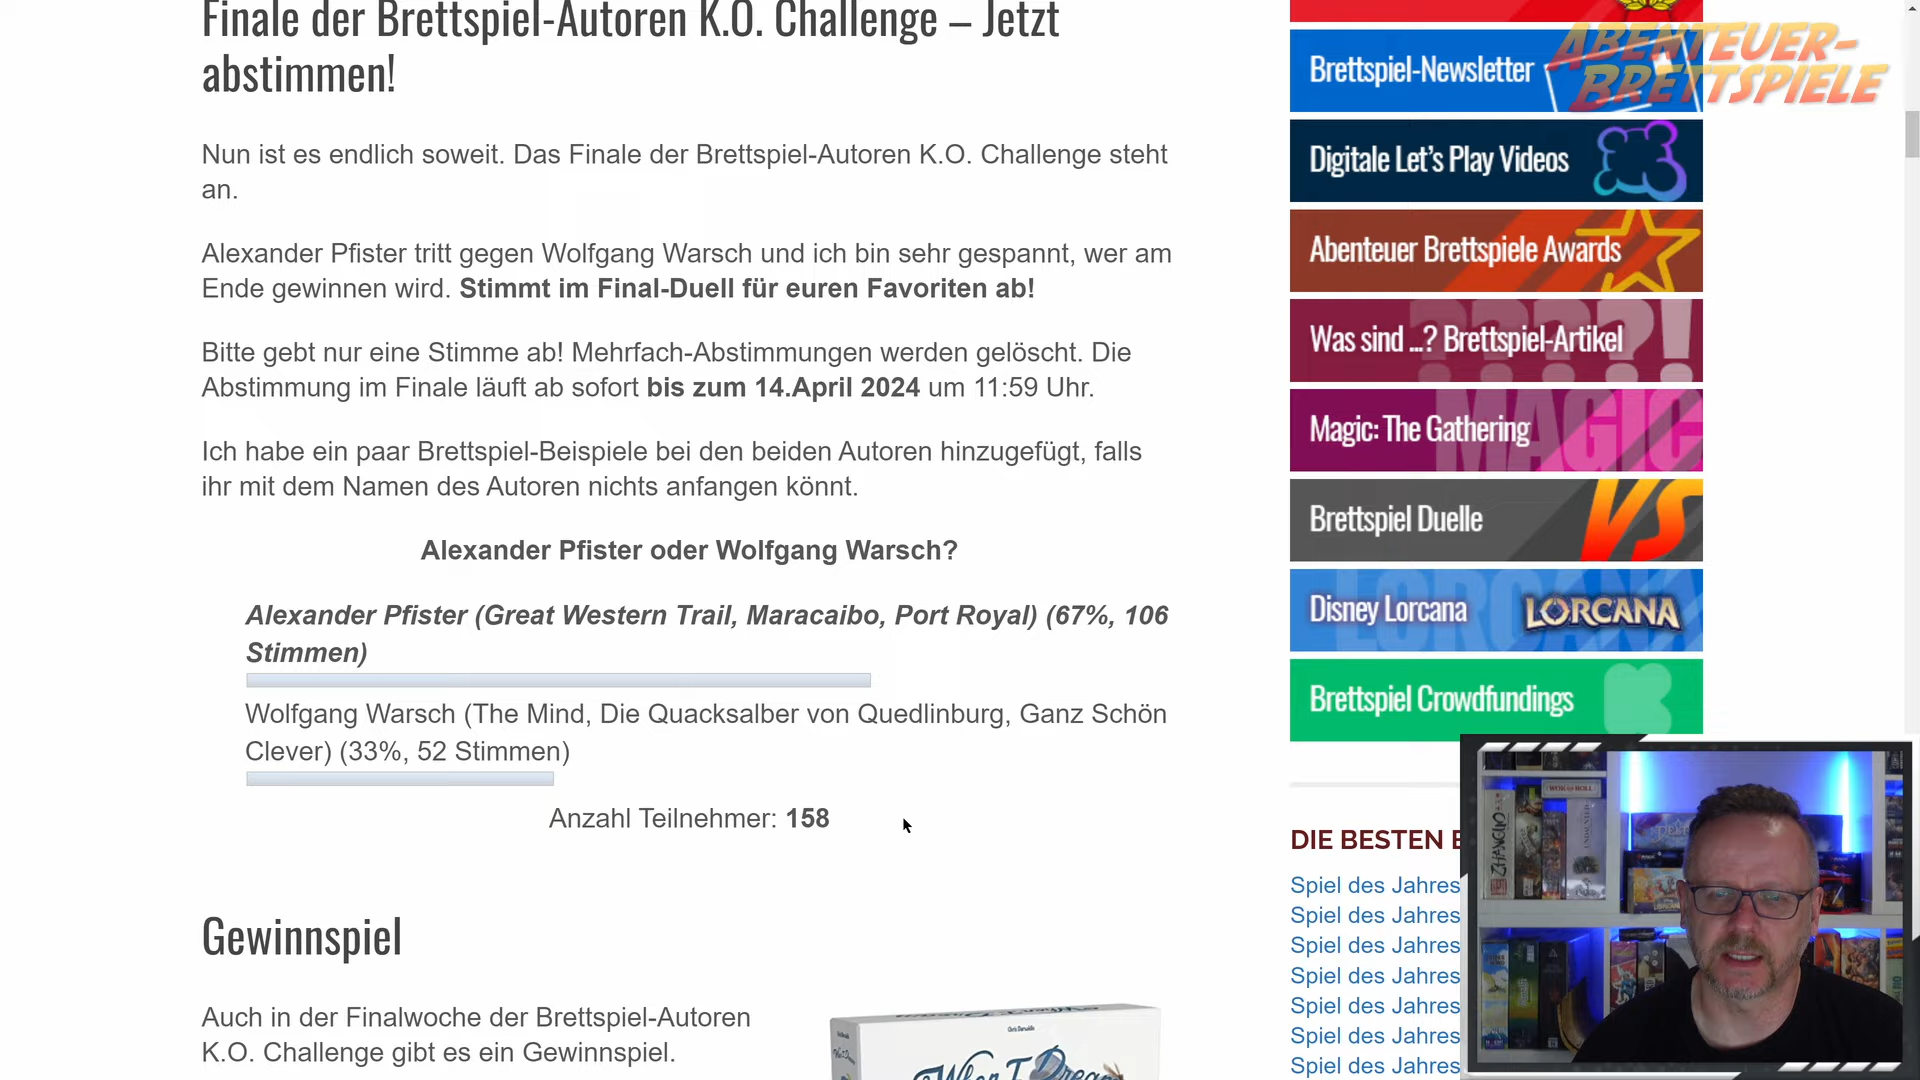 Finale der Brettspiel-Autoren K.O. Challenge – Jetzt
abstimmen!
Nun ist es endlich soweit. Das Finale der Brettspiel-Autoren K.O. Challenge steht
an.
Alexander Pfister tritt gegen Wolfgang Warsch und ich bin sehr gespannt, wer am
Ende gewinnen wird. Stimmt im Final-Duell für euren Favoriten ab!
Bitte gebt nur eine Stimme ab! Mehrfach-Abstimmungen werden gelöscht. Die
Abstimmung im Finale läuft ab sofort bis zum 14.April 2024 um 11:59 Uhr.
Ich habe ein paar Brettspiel-Beispiele bei den beiden Autoren hinzugefügt, falls
ihr mit dem Namen des Autoren nichts anfangen könnt.
Alexander Pfister oder Wolfgang Warsch?
Alexander Pfister (Great Western Trail, Maracaibo, Port Royal) (67%, 106
Stimmen)
Wolfgang Warsch (The Mind, Die Quacksalber von Quedlinburg, Ganz Schön
Clever) (33%, 52 Stimmen)
Anzahl Teilnehmer: 158
Gewinnspiel
Auch in der Finalwoche der Brettspiel-Autoren
K.O. Challenge gibt es ein Gewinnspiel.
When I Dream
ABENTEUER-
BRETTSPIELE
Brettspiel-Newsletter
Digitale Let's Play Videos
Abenteuer Brettspiele Awards
Was sind ...? Brettspiel-Artikel
????!
Magic: The Gathering
MAGIC
Brettspiel Duelle
VS
Disney Lorcana
LORCANA
Brettspiel Crowdfundings
DIE BESTEN
Spiel des Jahres
Spiel des Jahres
Spiel des Jahres
Spiel des Jahres
Spiel des Jahres
Spiel des Jahres
Spiel des Jahres
ZHANGUO